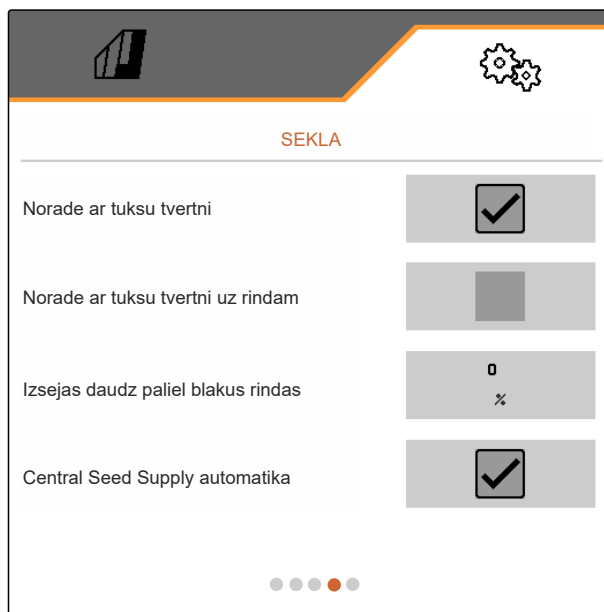 SEKLA
Norade ar tuksu tvertni
Norade ar tuksu tvertni uz rindam
Izsejas daudz paliel blakus rindas
0
%
Central Seed Supply automatika